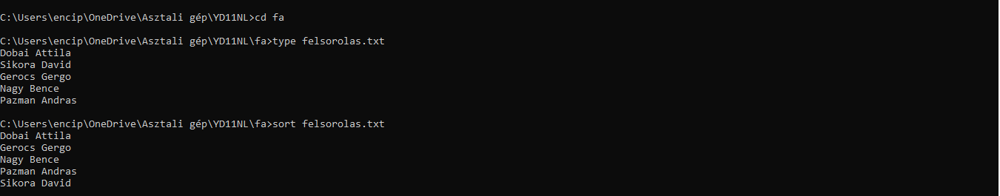 C:\Users\encip\OneDrive\Asztali gép\YD11NL>cd fa
C:\Users\encip\OneDrive\Asztali gép\YD11NL\fa>type felsorolas.txt
Dobai Attila
Sikora David
Gerocs Gergo
Nagy Bence
Pazman Andras
C:\Users\encip\OneDrive\Asztali gép\YD11NL\fa>sort felsorolas.txt
Dobai Attila
Gerocs Gergo
Nagy Bence
Pazman Andras
Sikora David